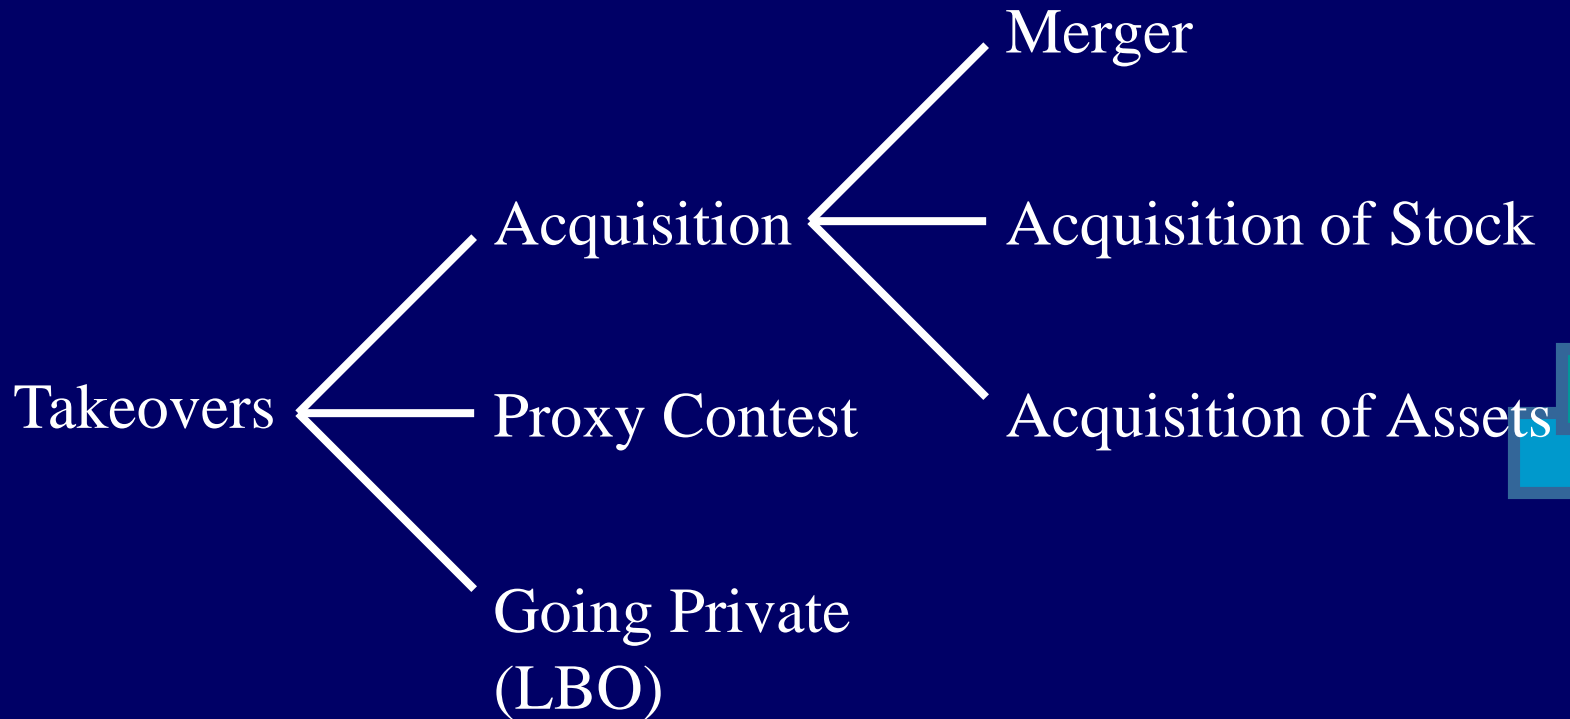 Merger
Acquisition
Acquisition of Stock
Takeovers
Proxy Contest
Acquisition of Assets
Going Private
(LBO)